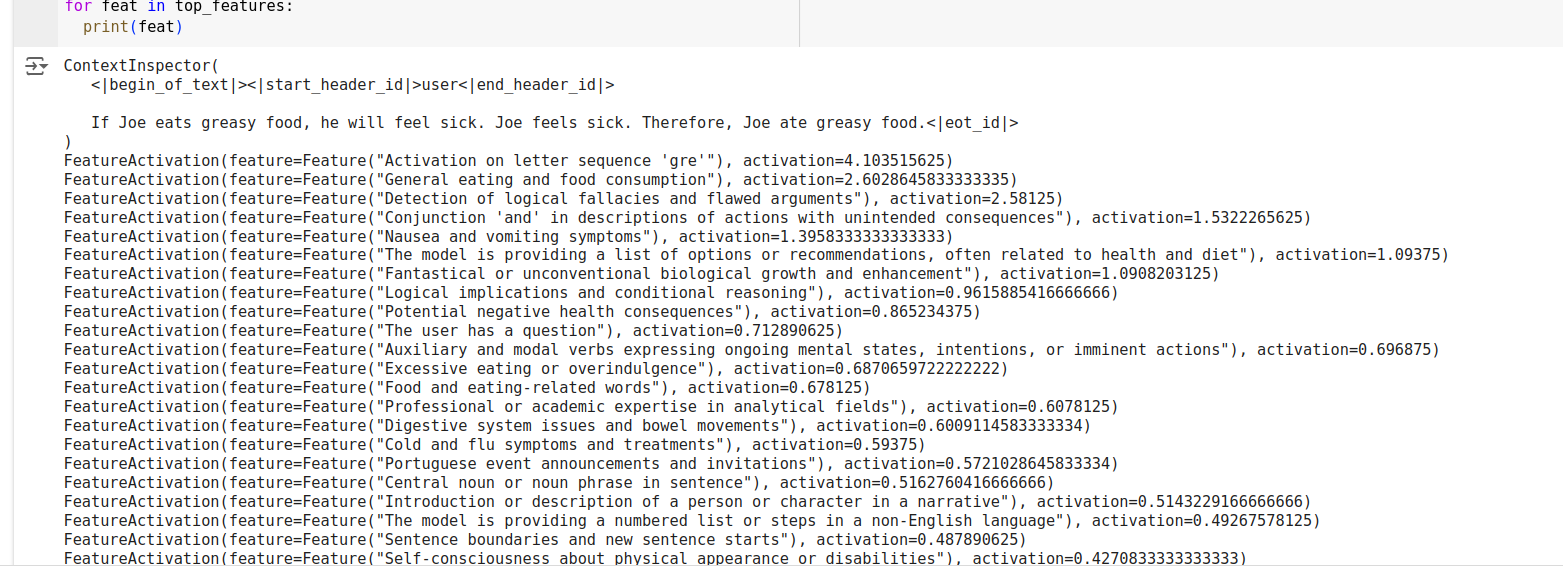 for feat in top_features:
print(feat)
ContextInspector(
<|begin_of_text|><|start_header_id|>user<|end_header_id|>
If Joe eats greasy food, he will feel sick. Joe feels sick. Therefore, Joe ate greasy food.<|eot_id|>
)
FeatureActivation(feature=Feature("Activation on letter sequence 'gre'"), activation=4.103515625)
FeatureActivation(feature=Feature("General eating and food consumption"), activation=2.6028645833333335)
FeatureActivation(feature=Feature("Detection of logical fallacies and flawed arguments"), activation=2.58125)
FeatureActivation(feature=Feature("Conjunction 'and' in descriptions of actions with unintended consequences"), activation=1.5322265625)
FeatureActivation(feature=Feature("Nausea and vomiting symptoms"), activation=1.3958333333333333)
FeatureActivation(feature=Feature("The model is providing a list of options or recommendations, often related to health and diet"), activation=1.09375)
FeatureActivation(feature=Feature("Fantastical or unconventional biological growth and enhancement"), activation=1.0908203125)
FeatureActivation(feature=Feature("Logical implications and conditional reasoning"), activation=0.9615885416666666)
FeatureActivation(feature=Feature("Potential negative health consequences"), activation=0.865234375)
FeatureActivation(feature=Feature("The user has a question"), activation=0.712890625)
FeatureActivation(feature=Feature("Auxiliary and modal verbs expressing ongoing mental states, intentions, or imminent actions"), activation=0.696875)
FeatureActivation(feature=Feature("Excessive eating or overindulgence"), activation=0.6870659722222222)
FeatureActivation(feature=Feature("Food and eating-related words"), activation=0.678125)
FeatureActivation(feature=Feature("Professional or academic expertise in analytical fields"), activation=0.6078125)
FeatureActivation(feature=Feature("Digestive system issues and bowel movements"), activation=0.6009114583333334)
FeatureActivation(feature=Feature("Cold and flu symptoms and treatments"), activation=0.59375)
FeatureActivation(feature=Feature("Portuguese event announcements and invitations"), activation=0.5721028645833334)
FeatureActivation(feature=Feature("Central noun or noun phrase in sentence"), activation=0.5162760416666666)
FeatureActivation(feature=Feature("Introduction or description of a person or character in a narrative"), activation=0.5143229166666666)
FeatureActivation(feature=Feature("The model is providing a numbered list or steps in a non-English language"), activation=0.49267578125)
FeatureActivation(feature=Feature("Sentence boundaries and new sentence starts"), activation=0.487890625)
FeatureActivation(feature=Feature("Self-consciousness about physical appearance or disabilities"), activation=0.4270833333333333)